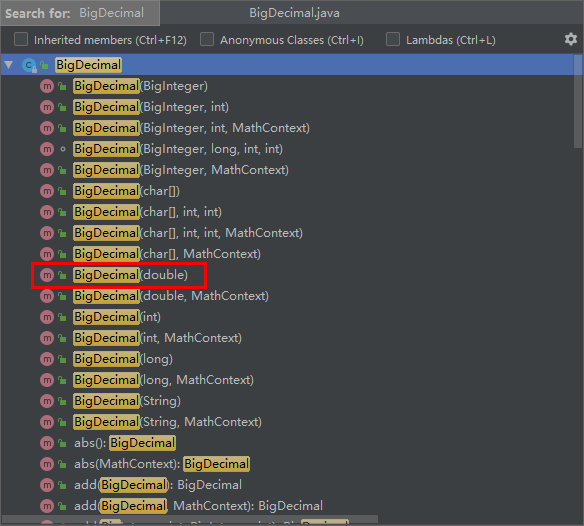 Search for: BigDecimal BigDecimal.java
Inherited members (Ctrl+F12) Anonymous Classes (Ctrl+I) Lambdas (Ctrl+L)
BigDecimal
BigDecimal(BigInteger)
BigDecimal(BigInteger, int)
BigDecimal(BigInteger, int, MathContext)
BigDecimal(BigInteger, long, int, int)
BigDecimal(BigInteger, MathContext)
BigDecimal(char[])
BigDecimal(char[], int, int)
BigDecimal(char[], int, int, MathContext)
BigDecimal(char[], MathContext)
BigDecimal(double)
BigDecimal(double, MathContext)
BigDecimal(int)
BigDecimal(int, MathContext)
BigDecimal(long)
BigDecimal(long, MathContext)
BigDecimal(String)
BigDecimal(String, MathContext)
abs(): BigDecimal
abs(MathContext): BigDecimal
add(BigDecimal): BigDecimal
add(BigDecimal, MathContext): BigDecimal